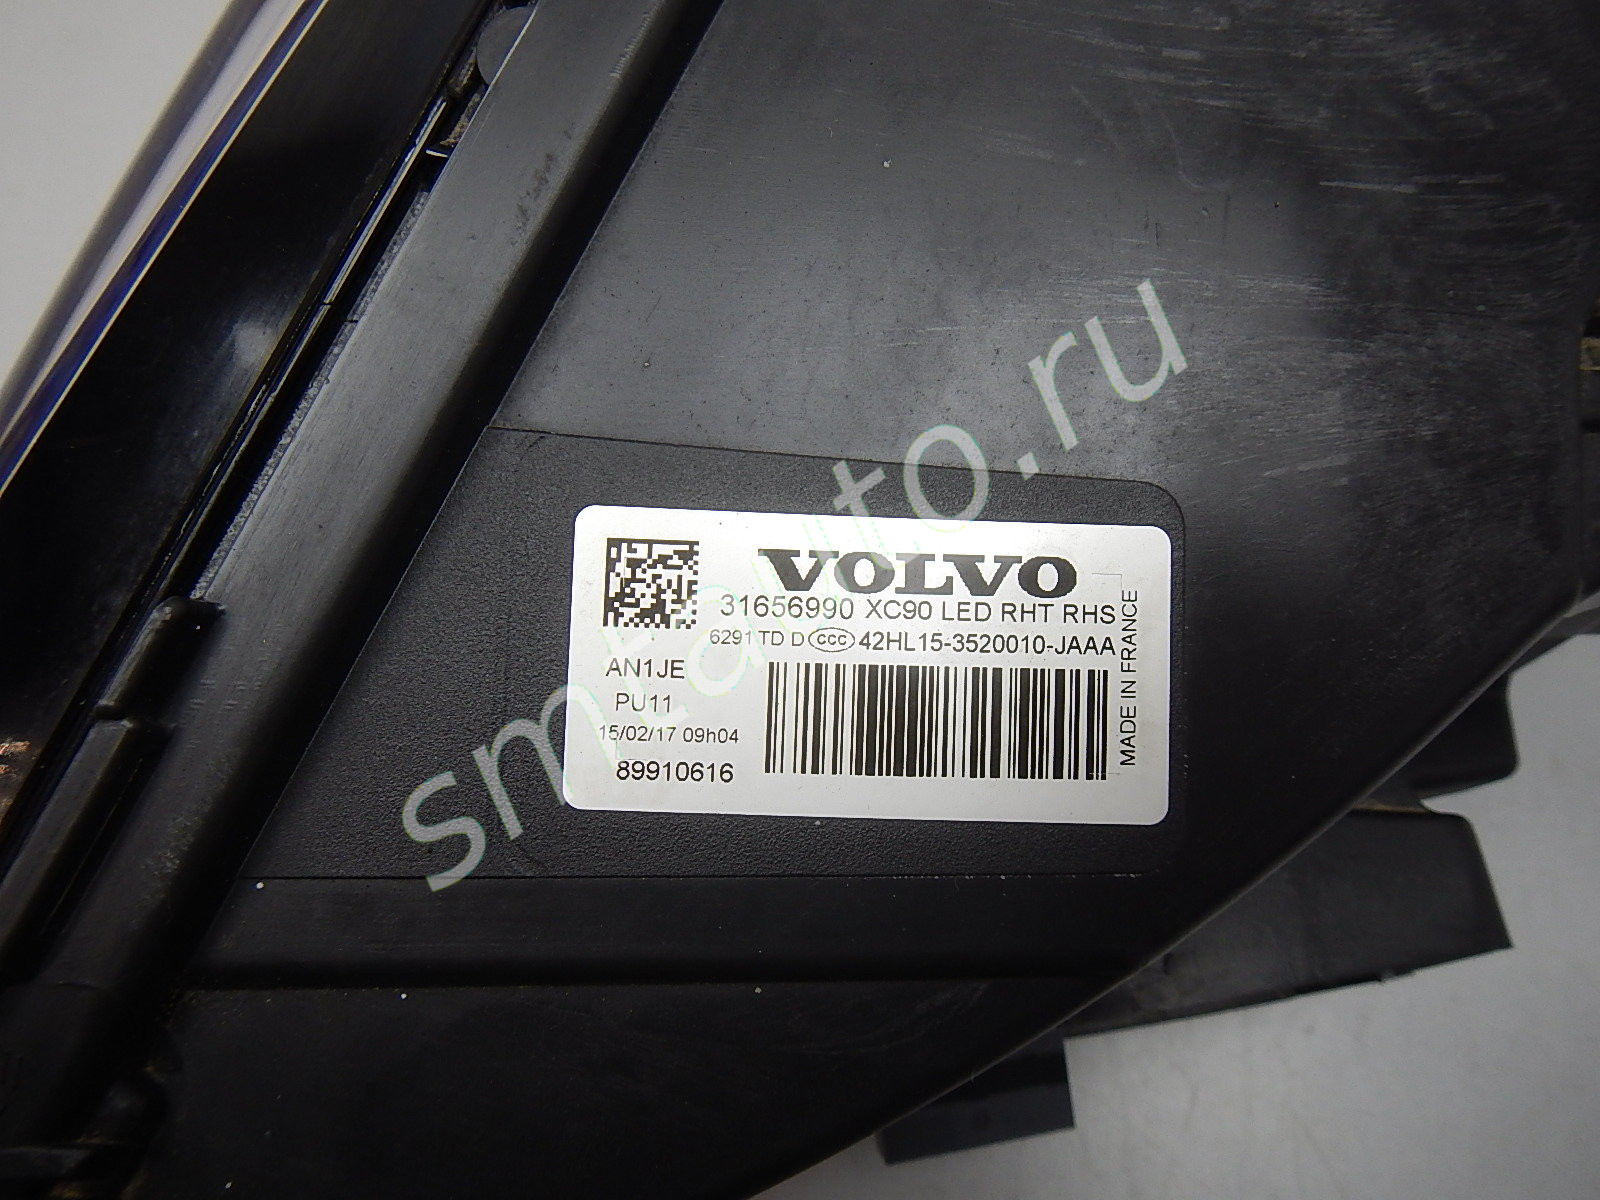 VOLVO
31656990 XC90 LED RHT RHS
6291 TD D CCC 42HL15-3520010-JAAA
AN1JE
PU11
15/02/17 09h04
89910616
MADE IN FRANCE
smtauto.ru